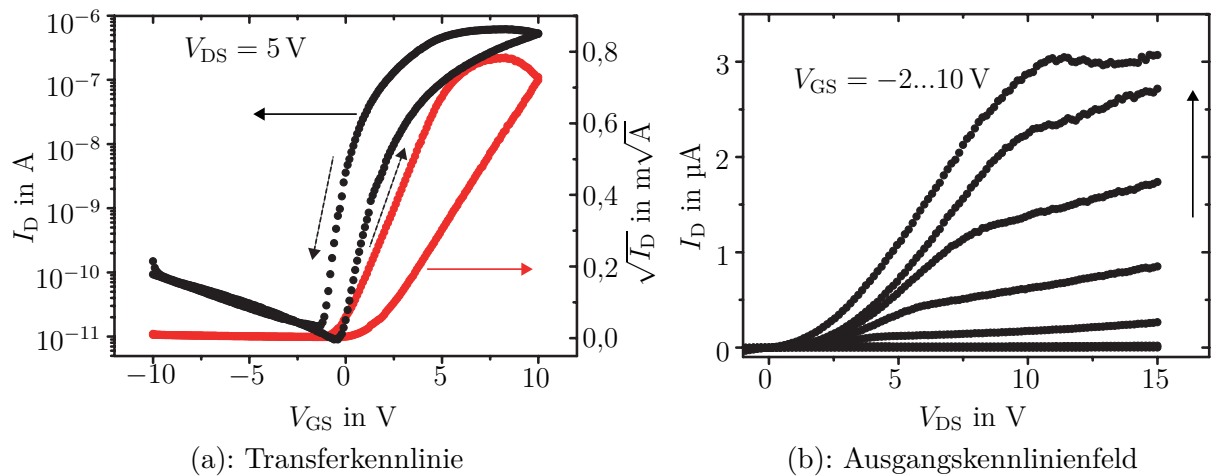 V_DS = 5 V
I_D in A
10^−6
10^−7
10^−8
10^−9
10^−10
10^−11
0,8
0,6
0,4
0,2
0,0
√I_D in m√A
−10 −5 0 5 10
V_GS in V
(a): Transferkennlinie
V_GS = −2...10 V
I_D in µA
3
2
1
0
0 5 10 15
V_DS in V
(b): Ausgangskennlinienfeld